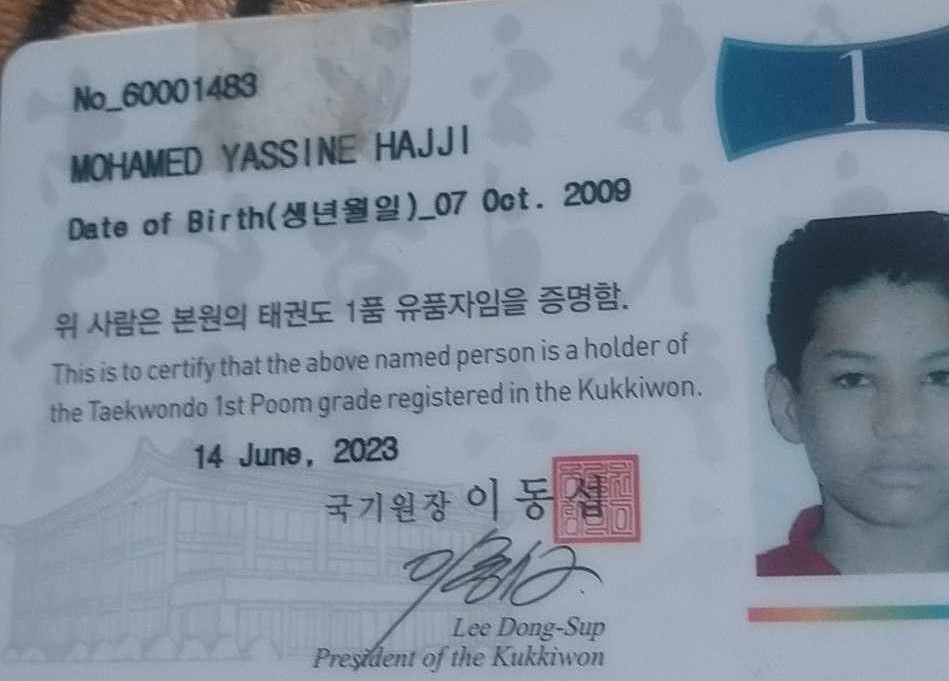 No_60001483
1
MOHAMED YASSINE HAJJI
Date of Birth(생년월일)_07 Oct. 2009
위 사람은 본원의 태권도 1품 유품자임을 증명함.
This is to certify that the above named person is a holder of
the Taekwondo 1st Poom grade registered in the Kukkiwon.
14 June, 2023
국기원장 이 동 섭
Lee Dong-Sup
President of the Kukkiwon